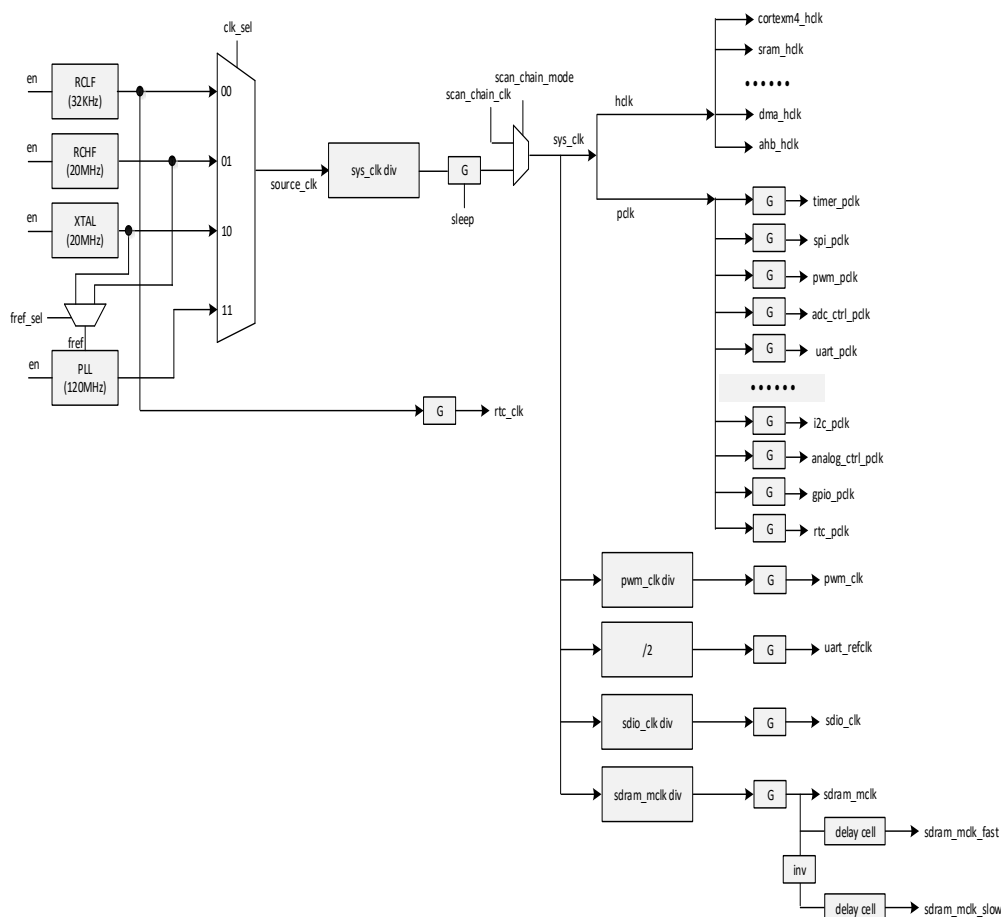 clk_sel
en
RCLF
(32KHz)
00
en
RCHF
(20MHz)
01
en
XTAL
(20MHz)
10
fref_sel
fref
en
PLL
(120MHz)
11
source_clk
sys_clk div
G
sleep
scan_chain_mode
scan_chain_clk
sys_clk
hclk
pclk
cortexm4_hclk
sram_hclk
......
dma_hclk
ahb_hclk
G timer_pclk
G spi_pclk
G pwm_pclk
G adc_ctrl_pclk
G uart_pclk
......
G i2c_pclk
G analog_ctrl_pclk
G gpio_pclk
G rtc_pclk
G rtc_clk
pwm_clk div G pwm_clk
/2 G uart_refclk
sdio_clk div G sdio_clk
sdram_mclk div G sdram_mclk
delay cell sdram_mclk_fast
inv
delay cell sdram_mclk_slow